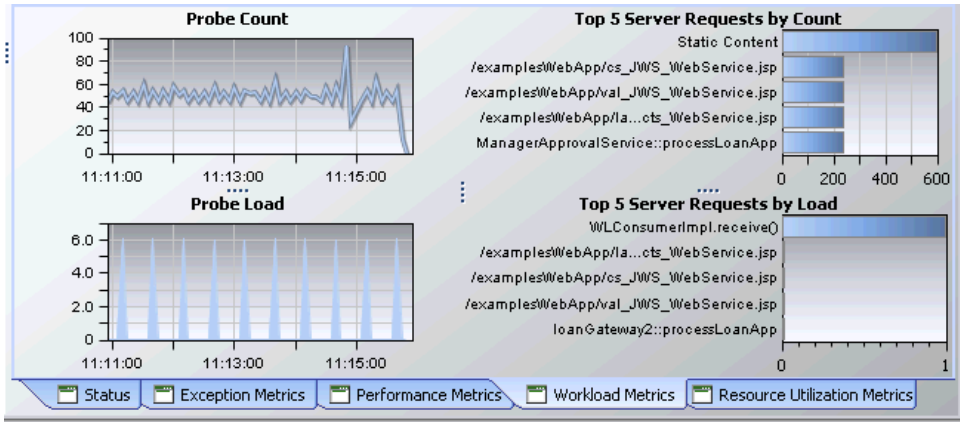 Probe Count
100
80
60
40
20
0
11:11:00 11:13:00 11:15:00
Top 5 Server Requests by Count
Static Content
/examplesWebApp/cs_JWS_WebService.jsp
/examplesWebApp/val_JWS_WebService.jsp
/examplesWebApp/la...cts_WebService.jsp
ManagerApprovalService::processLoanApp
0 200 400 600
Probe Load
6.0
4.0
2.0
0
11:11:00 11:13:00 11:15:00
Top 5 Server Requests by Load
WLConsumerImpl.receive()
/examplesWebApp/la...cts_WebService.jsp
/examplesWebApp/cs_JWS_WebService.jsp
/examplesWebApp/val_JWS_WebService.jsp
loanGateway2::processLoanApp
0 1
Status Exception Metrics Performance Metrics Workload Metrics Resource Utilization Metrics